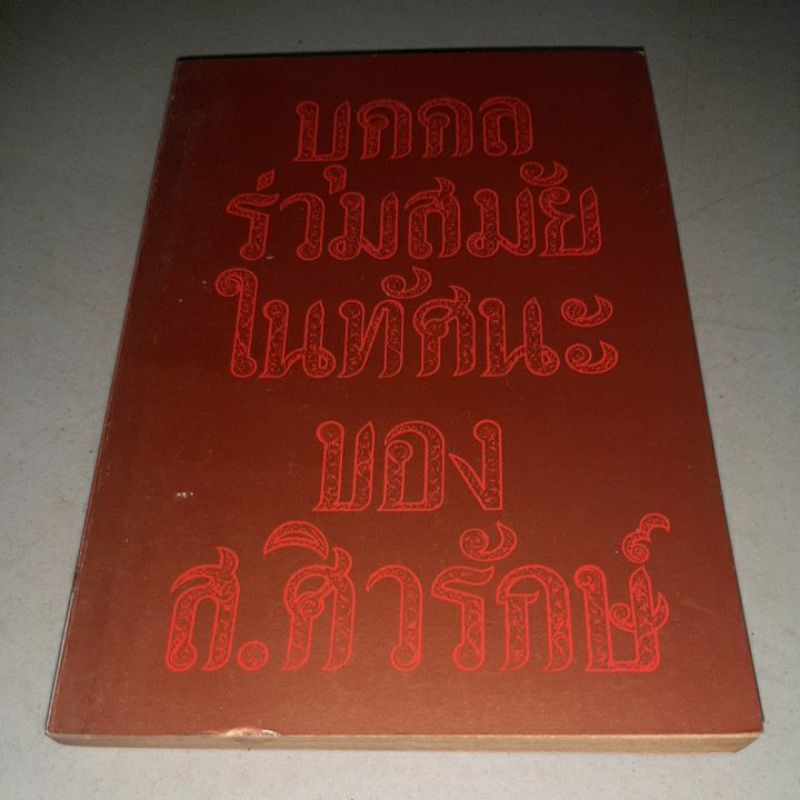 บุคคล
ร่วมสมัย
ในทัศนะ
ของ
ส.ศิวรักษ์